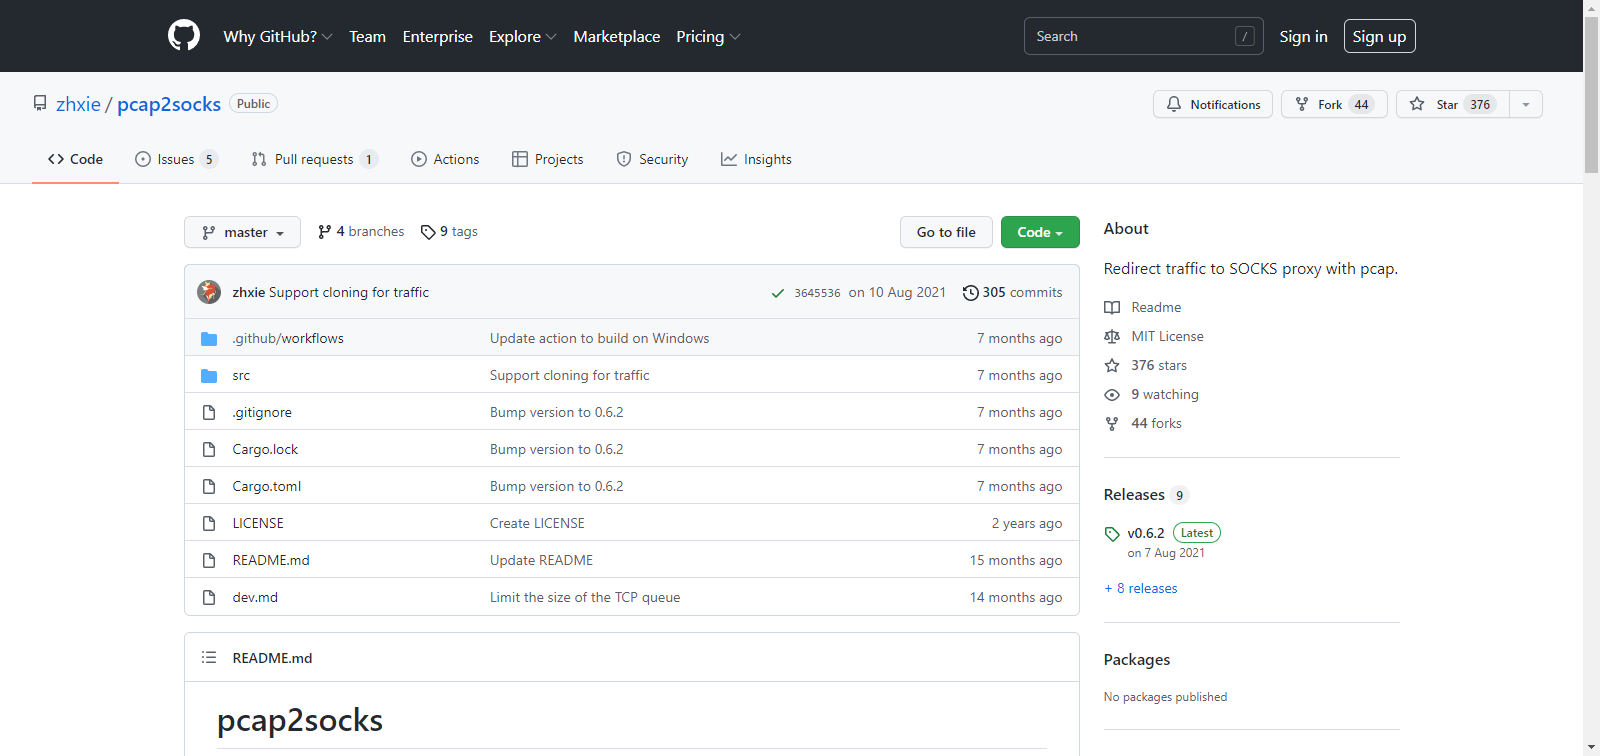 Why GitHub? Team Enterprise Explore Marketplace Pricing Search / Sign in Sign up
zhxie / pcap2socks Public Notifications Fork 44 Star 376
Code Issues 5 Pull requests 1 Actions Projects Security Insights
master 4 branches 9 tags Go to file Code
zhxie Support cloning for traffic 3645536 on 10 Aug 2021 305 commits
.github/workflows Update action to build on Windows 7 months ago
src Support cloning for traffic 7 months ago
.gitignore Bump version to 0.6.2 7 months ago
Cargo.lock Bump version to 0.6.2 7 months ago
Cargo.toml Bump version to 0.6.2 7 months ago
LICENSE Create LICENSE 2 years ago
README.md Update README 15 months ago
dev.md Limit the size of the TCP queue 14 months ago
README.md
pcap2socks
About
Redirect traffic to SOCKS proxy with pcap.
Readme
MIT License
376 stars
9 watching
44 forks
Releases 9
v0.6.2 Latest
on 7 Aug 2021
+ 8 releases
Packages
No packages published